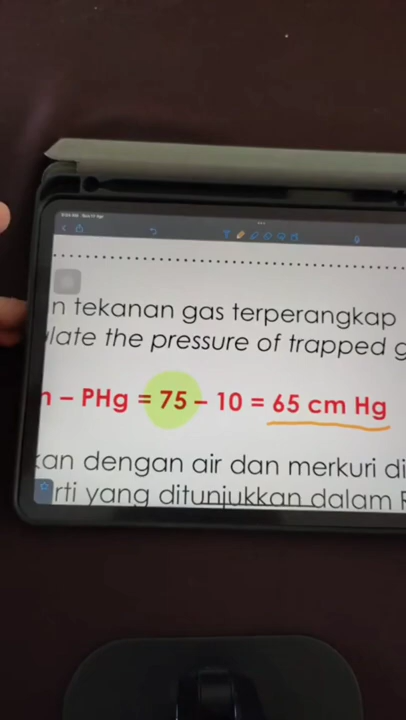 n tekanan gas terperangkap
late the pressure of trapped g
n – PHg = 75 – 10 = 65 cm Hg
kan dengan air dan merkuri di
rti yang ditunjukkan dalam